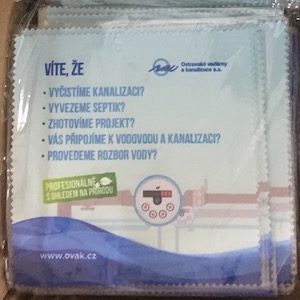 Ostravské vodárny
a kanalizace a.s.
VÍTE, ŽE
• VYČISTÍME KANALIZACI?
• VYVEZEME SEPTIK?
• ZHOTOVÍME PROJEKT?
• VÁS PŘIPOJÍME K VODOVODU A KANALIZACI?
• PROVEDEME ROZBOR VODY?
PROFESIONÁLNĚ
S OHLEDEM NA PŘÍRODU
www.ovak.cz